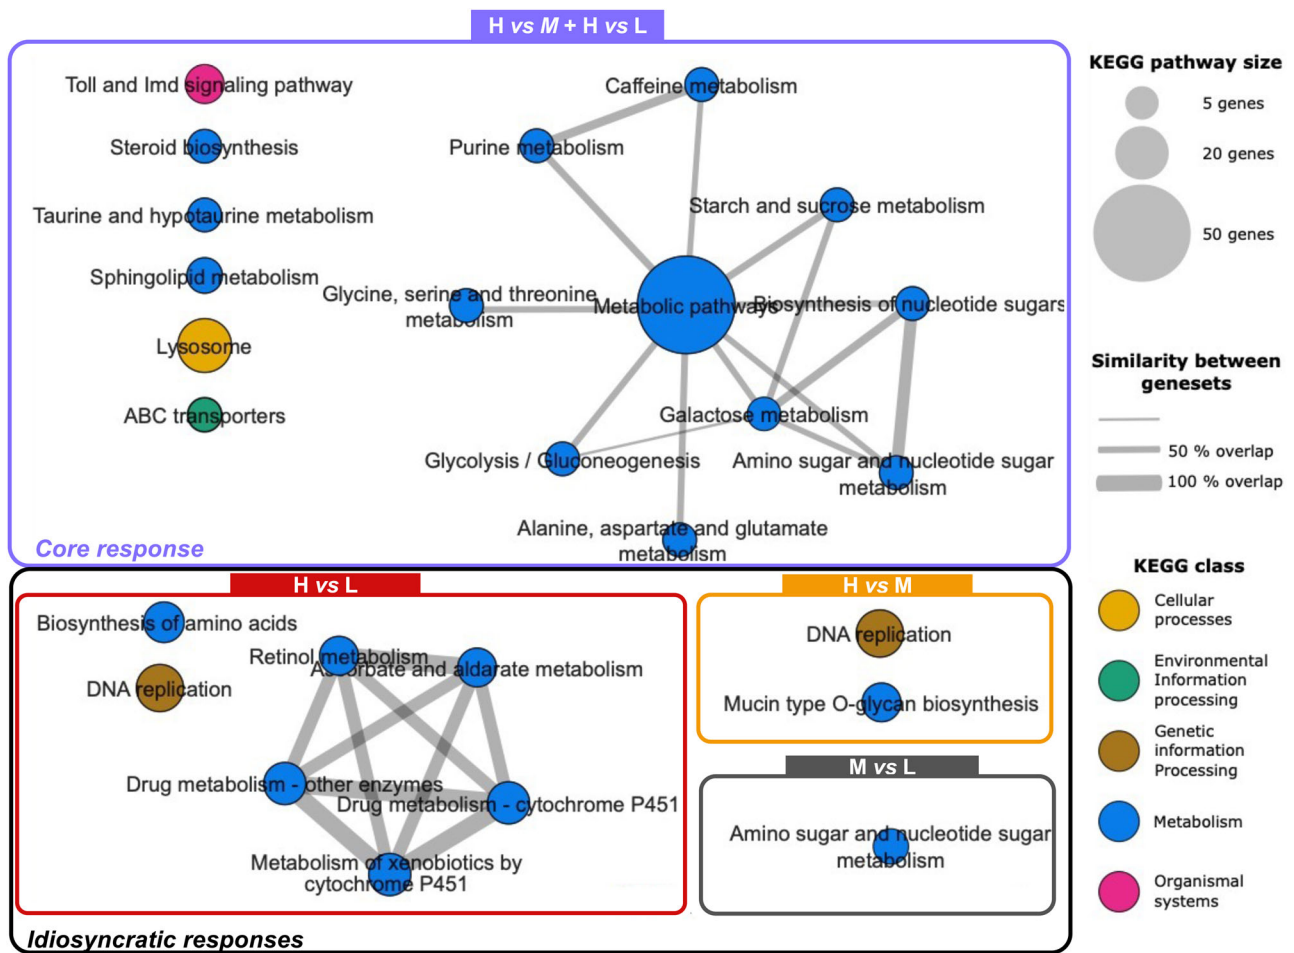 H vs M + H vs L
Toll and Imd signaling pathway
Steroid biosynthesis
Taurine and hypotaurine metabolism
Sphingolipid metabolism
Lysosome
ABC transporters
Caffeine metabolism
Purine metabolism
Starch and sucrose metabolism
Glycine, serine and threonine
metabolism
Metabolic pathways
Biosynthesis of nucleotide sugars
Galactose metabolism
Glycolysis / Gluconeogenesis
Amino sugar and nucleotide sugar
metabolism
Alanine, aspartate and glutamate
metabolism
Core response
KEGG pathway size
5 genes
20 genes
50 genes
Similarity between
genesets
50 % overlap
100 % overlap
KEGG class
Cellular
processes
Environmental
Information
processing
Genetic
information
Processing
Metabolism
Organismal
systems
H vs L
Biosynthesis of amino acids
DNA replication
Retinol metabolism
Ascorbate and aldarate metabolism
Drug metabolism - other enzymes
Drug metabolism - cytochrome P451
Metabolism of xenobiotics by
cytochrome P451
H vs M
DNA replication
Mucin type O-glycan biosynthesis
M vs L
Amino sugar and nucleotide sugar
metabolism
Idiosyncratic responses